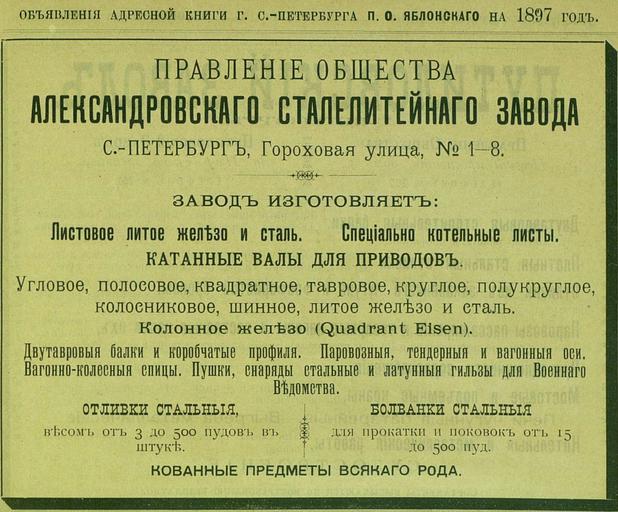 ОБЪЯВЛЕНІЯ АДРЕСНОЙ КНИГИ Г. С.-ПЕТЕРБУРГА П. О. ЯБЛОНСКАГО НА 1897 ГОДЪ.
ПРАВЛЕНІЕ ОБЩЕСТВА
АЛЕКСАНДРОВСКАГО СТАЛЕЛИТЕЙНАГО ЗАВОДА
С.-ПЕТЕРБУРГЪ, Гороховая улица, № 1—8.
ЗАВОДЪ ИЗГОТОВЛЯЕТЪ:
Листовое литое желѣзо и сталь. Спеціально котельные листы.
КАТАННЫЕ ВАЛЫ ДЛЯ ПРИВОДОВЪ.
Угловое, полосовое, квадратное, тавровое, круглое, полукруглое,
колосниковое, шинное, литое желѣзо и сталь.
Колонное желѣзо (Quadrant Eisen).
Двутавровыя балки и коробчатые профиля. Паровозныя, тендерныя и вагонныя оси.
Вагонно-колесныя спицы. Пушки, снаряды стальные и латунныя гильзы для Военнаго
Вѣдомства.
ОТЛИВКИ СТАЛЬНЫЯ,
вѣсомъ отъ 3 до 500 пудовъ въ
штукѣ.
БОЛВАНКИ СТАЛЬНЫЯ
для прокатки и поковокъ отъ 15
до 500 пуд.
КОВАННЫЕ ПРЕДМЕТЫ ВСЯКАГО РОДА.